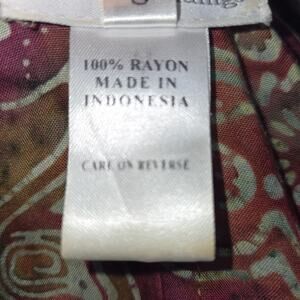 100% RAYON
MADE IN
INDONESIA
CARE ON REVERSE